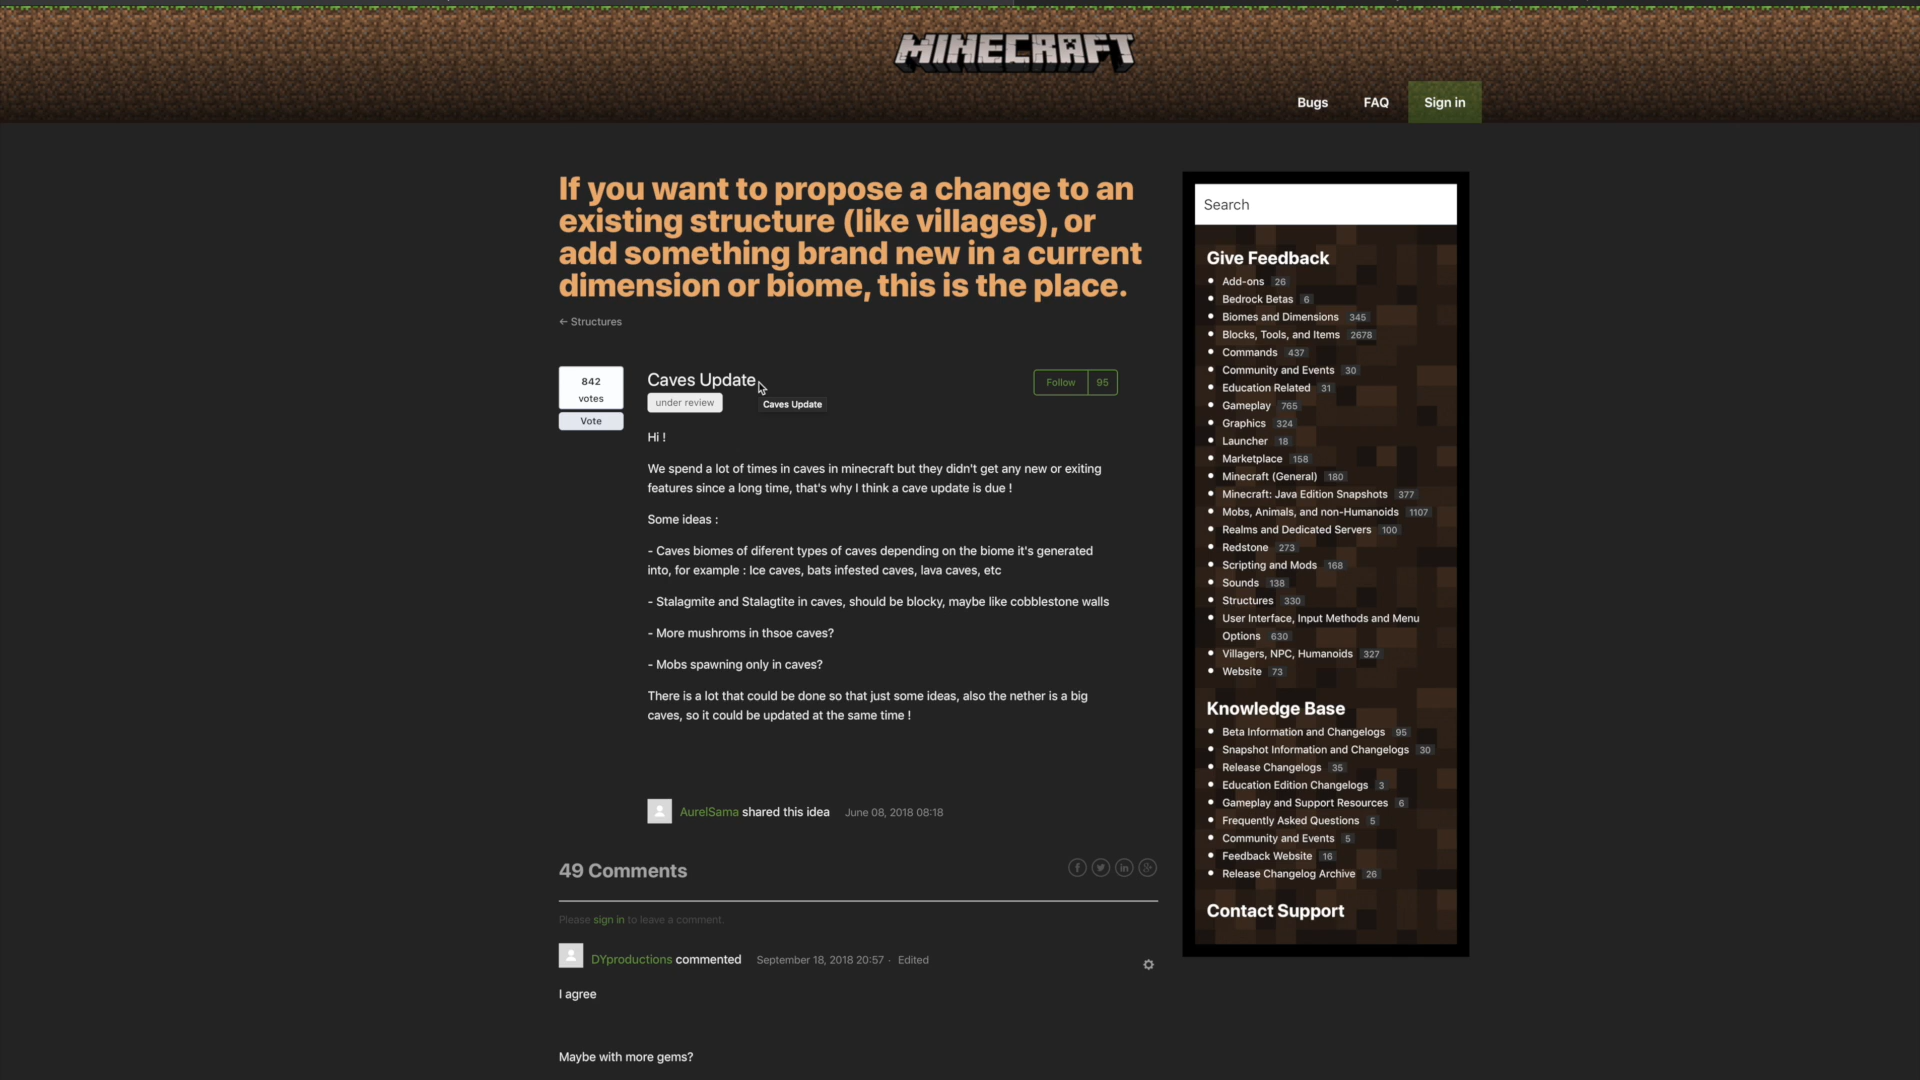 MINECRAFT
Bugs
FAQ
Sign in
If you want to propose a change to an
existing structure (like villages), or
add something brand new in a current
dimension or biome, this is the place.
← Structures
842
votes
Vote
Caves Update
under review
Caves Update
Follow
95
Hi !
We spend a lot of times in caves in minecraft but they didn't get any new or exiting
features since a long time, that's why I think a cave update is due !
Some ideas :
- Caves biomes of diferent types of caves depending on the biome it's generated
into, for example : Ice caves, bats infested caves, lava caves, etc
- Stalagmite and Stalagtite in caves, should be blocky, maybe like cobblestone walls
- More mushroms in thsoe caves?
- Mobs spawning only in caves?
There is a lot that could be done so that just some ideas, also the nether is a big
caves, so it could be updated at the same time !
AurelSama shared this idea June 08, 2018 08:18
49 Comments
Please sign in to leave a comment.
DYproductions commented September 18, 2018 20:57 · Edited
I agree
Maybe with more gems?
Search
Give Feedback
Add-ons 26
Bedrock Betas 6
Biomes and Dimensions 345
Blocks, Tools, and Items 2678
Commands 437
Community and Events 30
Education Related 31
Gameplay 765
Graphics 324
Launcher 18
Marketplace 158
Minecraft (General) 180
Minecraft: Java Edition Snapshots 377
Mobs, Animals, and non-Humanoids 1107
Realms and Dedicated Servers 100
Redstone 273
Scripting and Mods 168
Sounds 138
Structures 330
User Interface, Input Methods and Menu
Options 630
Villagers, NPC, Humanoids 327
Website 73
Knowledge Base
Beta Information and Changelogs 95
Snapshot Information and Changelogs 30
Release Changelogs 35
Education Edition Changelogs 3
Gameplay and Support Resources 6
Frequently Asked Questions 5
Community and Events 5
Feedback Website 16
Release Changelog Archive 26
Contact Support